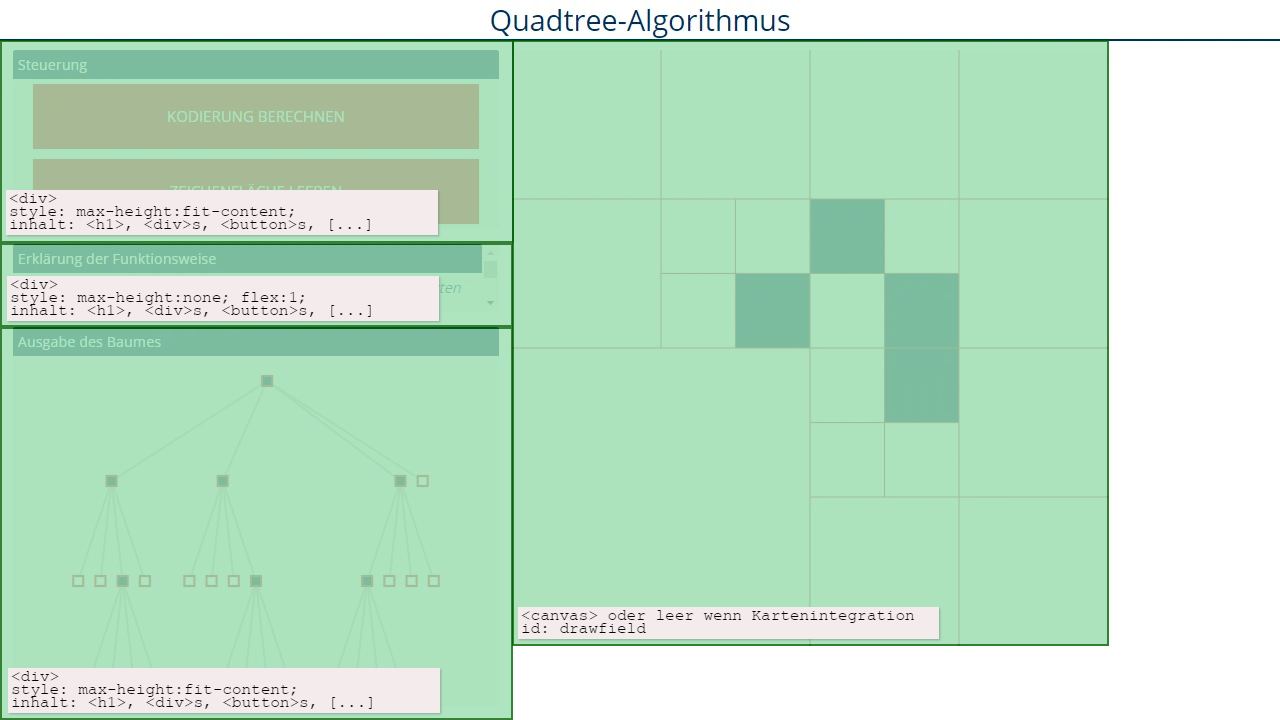 Quadtree-Algorithmus
Steuerung
KODIERUNG BERECHNEN
ZEICHENFLÄCHE LEEREN
<div>
style: max-height:fit-content;
inhalt: <h1>, <div>s, <button>s, [...]
Erklärung der Funktionsweise
ten
<div>
style: max-height:none; flex:1;
inhalt: <h1>, <div>s, <button>s, [...]
Ausgabe des Baumes
<div>
style: max-height:fit-content;
inhalt: <h1>, <div>s, <button>s, [...]
<canvas> oder leer wenn Kartenintegration
id: drawfield